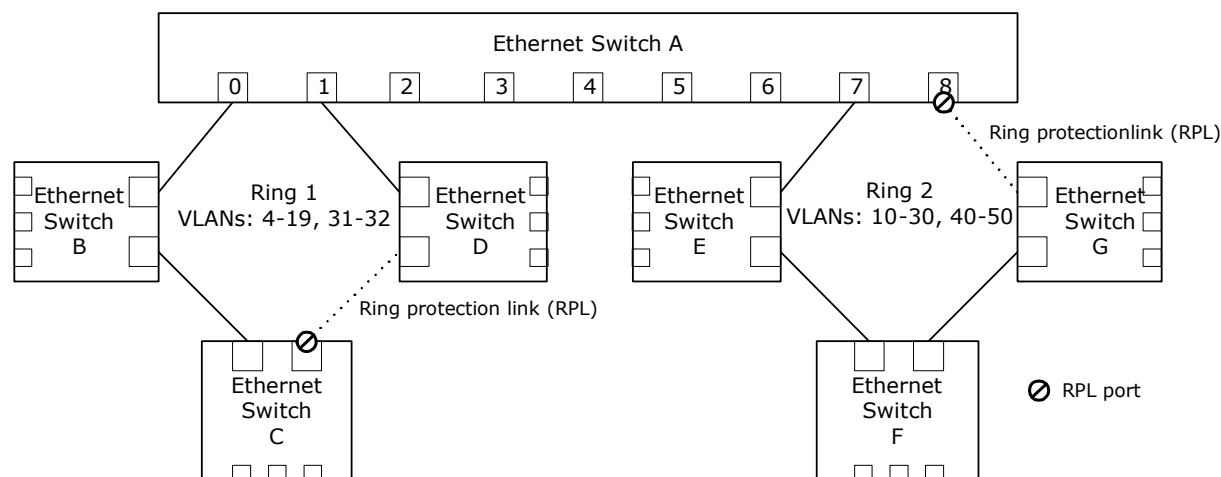 Ethernet Switch A
0 1 2 3 4 5 6 7 8
Ring protectionlink (RPL)
Ethernet
Switch
B
Ring 1
VLANs: 4-19, 31-32
Ethernet
Switch
D
Ethernet
Switch
E
Ring 2
VLANs: 10-30, 40-50
Ethernet
Switch
G
Ring protection link (RPL)
Ethernet
Switch
C
Ethernet
Switch
F
RPL port